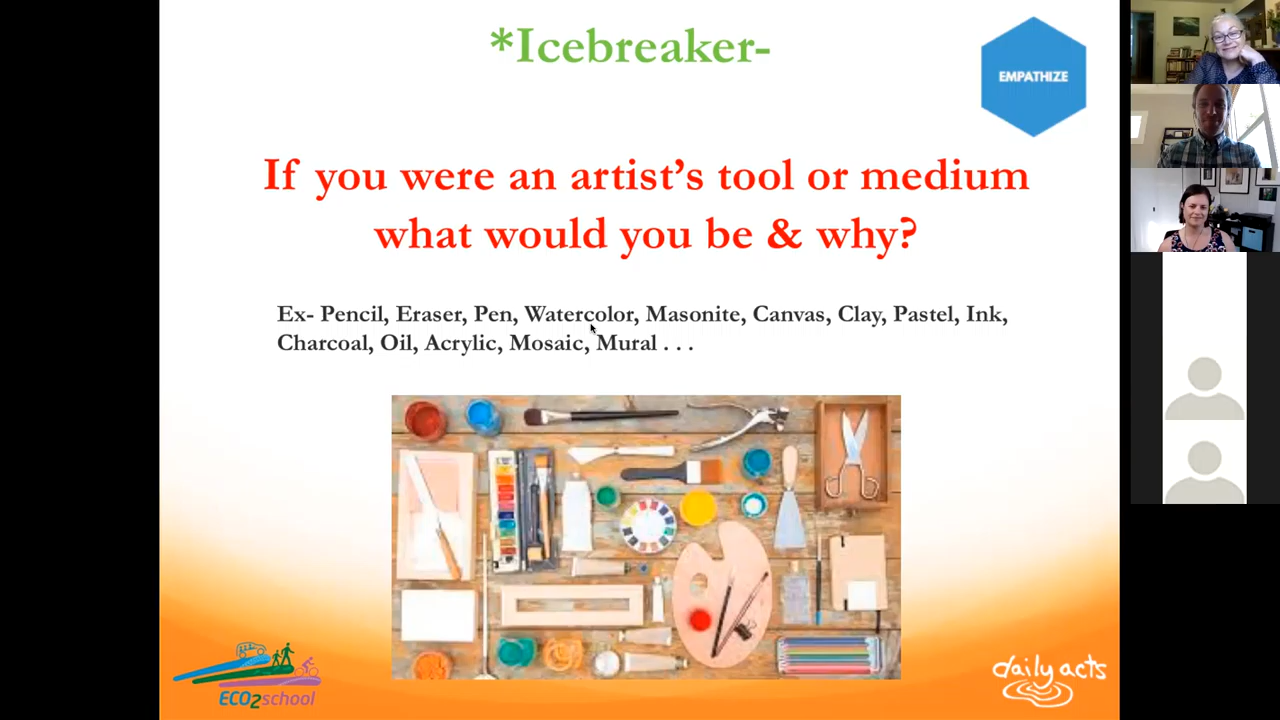 *Icebreaker-
EMPATHIZE
If you were an artist’s tool or medium
what would you be & why?
Ex- Pencil, Eraser, Pen, Watercolor, Masonite, Canvas, Clay, Pastel, Ink,
Charcoal, Oil, Acrylic, Mosaic, Mural . . .
ECO2school
daily acts